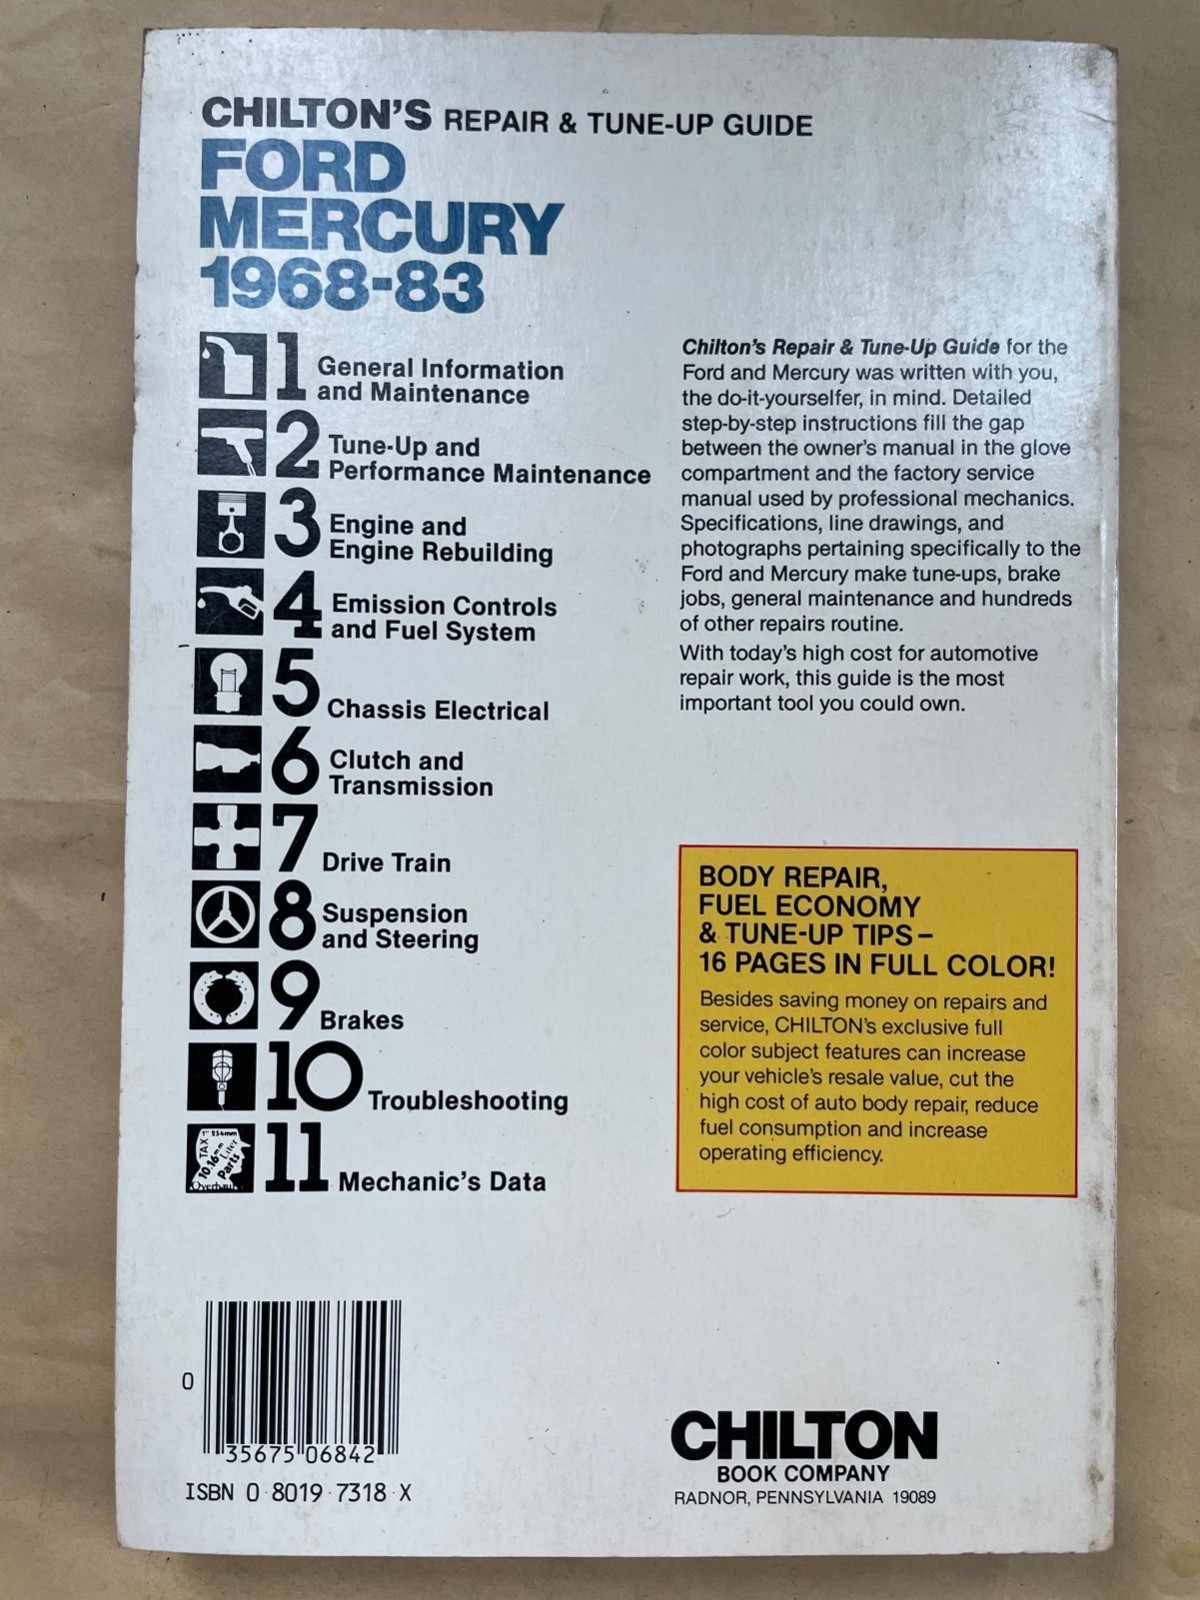 CHILTON'S REPAIR & TUNE-UP GUIDE
FORD
MERCURY
1968-83
1 General Information
and Maintenance
2 Tune-Up and
Performance Maintenance
3 Engine and
Engine Rebuilding
4 Emission Controls
and Fuel System
5 Chassis Electrical
6 Clutch and
Transmission
7 Drive Train
8 Suspension
and Steering
9 Brakes
10 Troubleshooting
TAX 1" 254mm
10.16mm Liter
Parts
Overhaul
11 Mechanic's Data
Chilton's Repair & Tune-Up Guide for the
Ford and Mercury was written with you,
the do-it-yourselfer, in mind. Detailed
step-by-step instructions fill the gap
between the owner's manual in the glove
compartment and the factory service
manual used by professional mechanics.
Specifications, line drawings, and
photographs pertaining specifically to the
Ford and Mercury make tune-ups, brake
jobs, general maintenance and hundreds
of other repairs routine.
With today's high cost for automotive
repair work, this guide is the most
important tool you could own.
BODY REPAIR,
FUEL ECONOMY
& TUNE-UP TIPS–
16 PAGES IN FULL COLOR!
Besides saving money on repairs and
service, CHILTON's exclusive full
color subject features can increase
your vehicle's resale value, cut the
high cost of auto body repair, reduce
fuel consumption and increase
operating efficiency.
0 35675 06842
ISBN 0-8019-7318-X
CHILTON
BOOK COMPANY
RADNOR, PENNSYLVANIA 19089